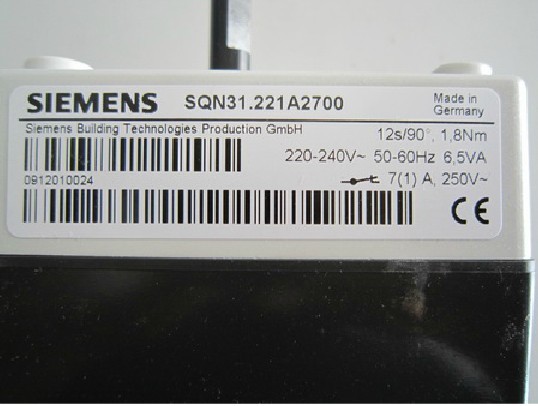 SIEMENS SQN31.221A2700
Made in
Germany
Siemens Building Technologies Production GmbH
12s/90°, 1,8Nm
220-240V~ 50-60Hz 6,5VA
0912010024
7(1) A, 250V~
CE